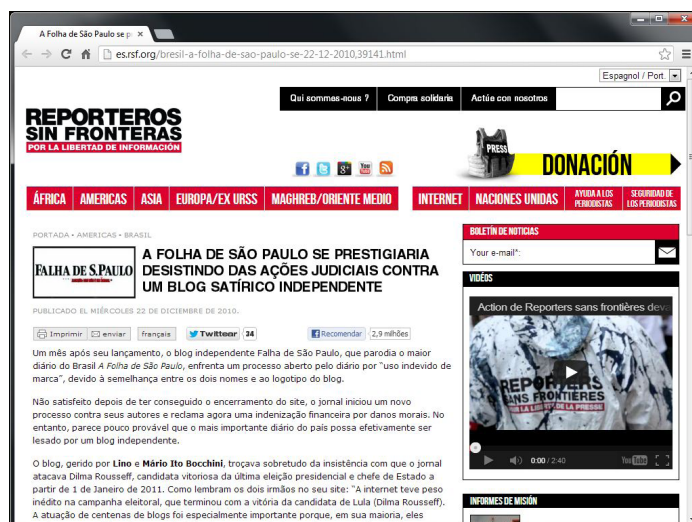 A Folha de São Paulo se p
es.rsf.org/bresil-a-folha-de-sao-paulo-se-22-12-2010,39141.html
Espagnol / Port.
Qui sommes-nous ? Compra solidaria Actúe con nosotros
REPORTEROS
SIN FRONTERAS
POR LA LIBERTAD DE INFORMACIÓN
PRESS
DONACIÓN
ÁFRICA AMERICAS ASIA EUROPA/EX URSS MAGHREB/ORIENTE MEDIO INTERNET NACIONES UNIDAS AYUDA A LOS PERIODISTAS SEGURIDAD DE LOS PERIODISTAS
PORTADA - AMERICAS - BRASIL
FALHA DE S.PAULO
A FOLHA DE SÃO PAULO SE PRESTIGIARIA
DESISTINDO DAS AÇÕES JUDICIAIS CONTRA
UM BLOG SATÍRICO INDEPENDENTE
PUBLICADO EL MIÉRCOLES 22 DE DICIEMBRE DE 2010.
Imprimir enviar français Twittear 34 Recomendar 2,9 milhões
Um mês após seu lançamento, o blog independente Falha de São Paulo, que parodia o maior
diário do Brasil A Folha de São Paulo, enfrenta um processo aberto pelo diário por “uso indevido de
marca”, devido à semelhança entre os dois nomes e ao logotipo do blog.
Não satisfeito depois de ter conseguido o encerramento do site, o jornal iniciou um novo
processo contra seus autores e reclama agora uma indenização financeira por danos morais. No
entanto, parece pouco provável que o mais importante diário do país possa efetivamente ser
lesado por um blog independente.
O blog, gerido por Lino e Mário Ito Bocchini, troçava sobretudo da insistência com que o jornal
atacava Dilma Rousseff, candidata vitoriosa da última eleição presidencial e chefe de Estado a
partir de 1 de Janeiro de 2011. Como lembram os dois irmãos no seu site: “A internet teve peso
inédito na campanha eleitoral, que terminou com a vitória da candidata de Lula (Dilma Rousseff).
A atuação de centenas de blogs foi especialmente importante porque, em sua maioria, eles
BOLETÍN DE NOTICIAS
Your e-mail*:
VIDÉOS
Action de Reporters sans frontières deva
REPORTERS
SANS FRONTIÈRES
POUR LA LIBERTÉ DE LA PRESSE
0:00 / 2:40 YouTube
INFORMES DE MISIÓN